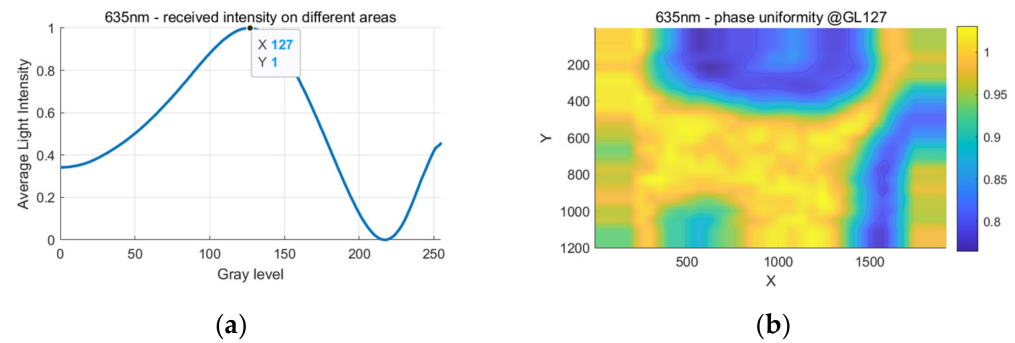 635nm - received intensity on different areas
1
0.8
0.6
0.4
0.2
0
0 50 100 150 200 250
Average Light Intensity
Gray level
X 127
Y 1
(a)
635nm - phase uniformity @GL127
200
400
600
800
1000
1200
500 1000 1500
Y
X
1
0.95
0.9
0.85
0.8
(b)